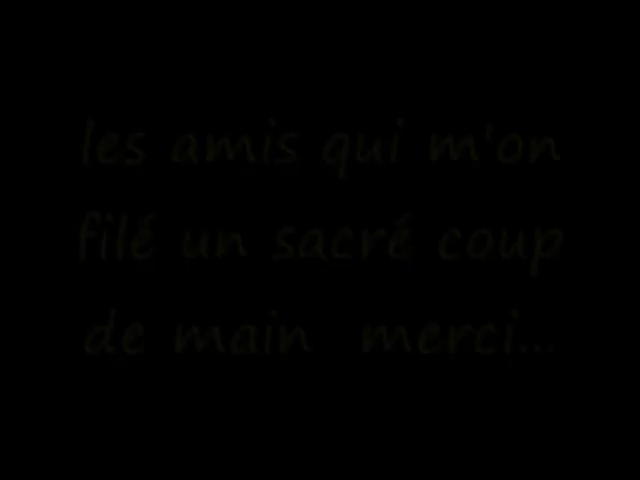 les amis qui m'on
filé un sacré coup
de main merci...